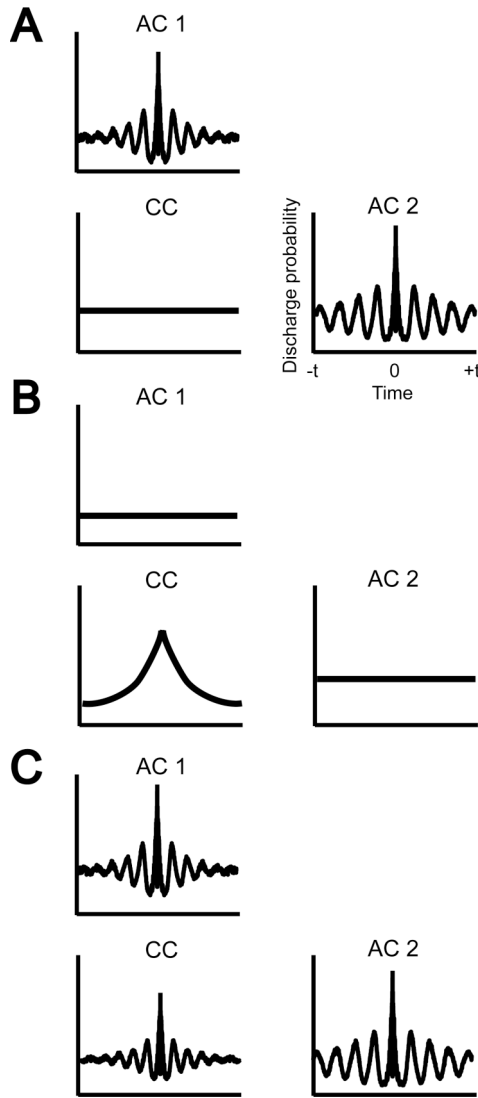 A
AC 1
CC
AC 2
Discharge probability
-t 0 +t
Time
B
AC 1
CC
AC 2
C
AC 1
CC
AC 2